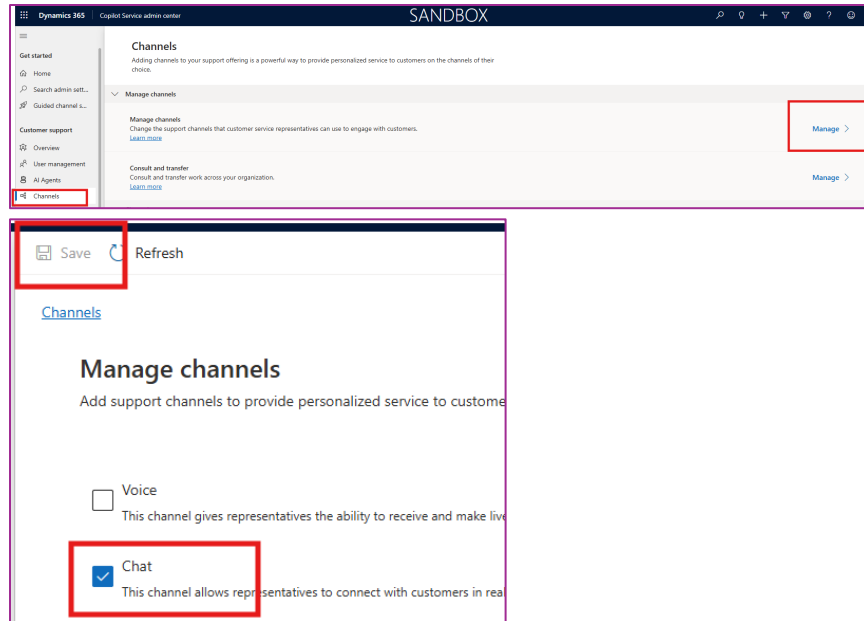 Dynamics 365 Copilot Service admin center SANDBOX
Get started
Home
Search admin sett...
Guided channel s...
Customer support
Overview
User management
AI Agents
Channels
Channels
Adding channels to your support offering is a powerful way to provide personalized service to customers on the channels of their
choice.
Manage channels
Manage channels
Change the support channels that customer service representatives can use to engage with customers.
Learn more
Manage
Consult and transfer
Consult and transfer work across your organization.
Learn more
Manage
Save Refresh
Channels
Manage channels
Add support channels to provide personalized service to custome
Voice
This channel gives representatives the ability to receive and make live
Chat
This channel allows representatives to connect with customers in real